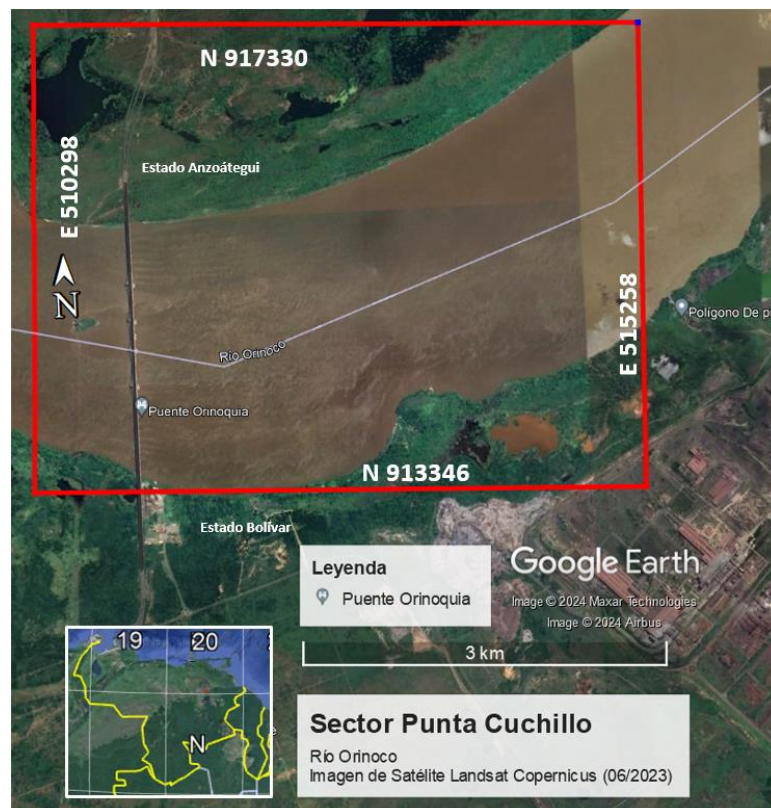 N 917330
Estado Anzoátegui
E 510298
N
Río Orinoco
E 515258
Polígono De p
Puente Orinoquia
N 913346
Estado Bolívar
Leyenda
Puente Orinoquia
Google Earth
Image © 2024 Maxar Technologies
Image © 2024 Airbus
3 km
19 20
N
Sector Punta Cuchillo
Río Orinoco
Imagen de Satélite Landsat Copernicus (06/2023)